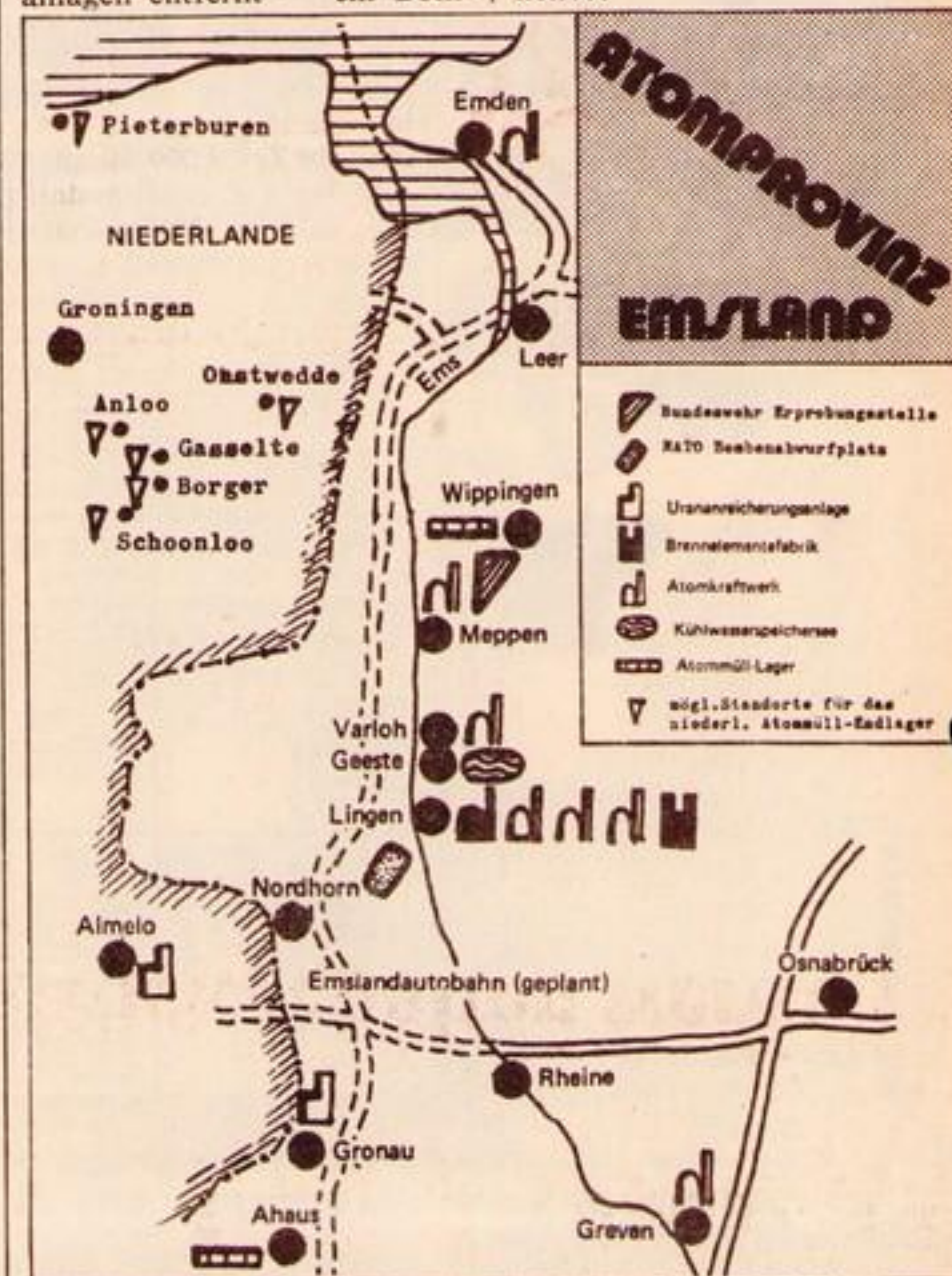 Emden
Pieterburen
ATOMPROVINZ
EMSLAND
NIEDERLANDE
Groningen
Leer
Ems
Onstwedde
Anloo
Gasselte
Borger
Schoonloo
Bundeswehr Erprobungsstelle
NATO Bombenabwurfplatz
Urananreicherungsanlage
Brennelementefabrik
Atomkraftwerk
Kühlwasserspeichersee
Atommüll-Lager
mögl.Standorte für das
niederl. Atommüll-Endlager
Wippingen
Meppen
Varloh
Geeste
Lingen
Nordhorn
Almelo
Emslandautobahn (geplant)
Osnabrück
Rheine
Gronau
Ahaus
Greven